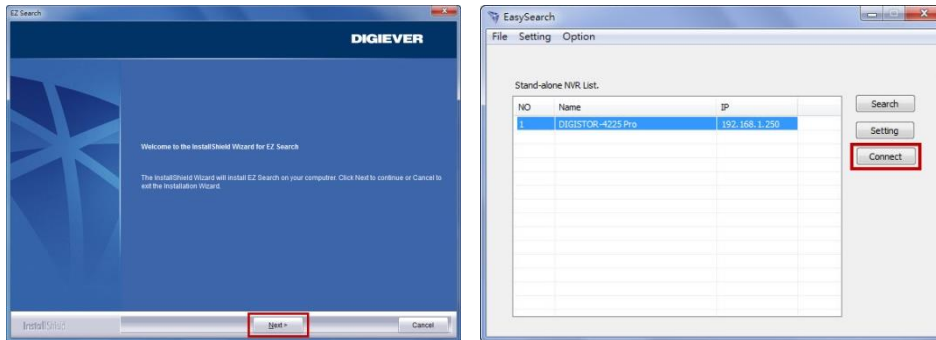 EZ Search
DIGIEVER
Welcome to the InstallShield Wizard for EZ Search
The InstallShield Wizard will install EZ Search on your computrer. Click Next to continue or Cancel to
exit the Installation Wizard.
InstallShield
Next >
Cancel
EasySearch
File Setting Option
Stand-alone NVR List.
NO Name IP
1 DIGISTOR-4225 Pro 192.168.1.250
Search
Setting
Connect